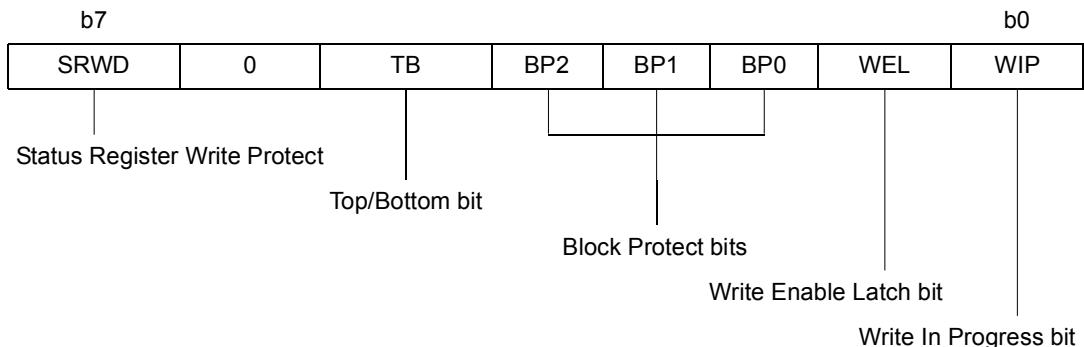 b7 b0
SRWD 0 TB BP2 BP1 BP0 WEL WIP
Status Register Write Protect
Top/Bottom bit
Block Protect bits
Write Enable Latch bit
Write In Progress bit